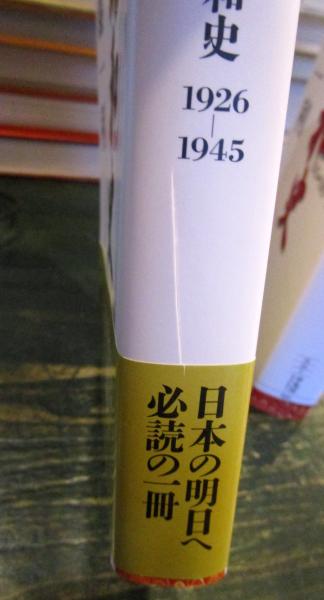 和史
1926
―
1945
日本の明日へ
必読の一冊